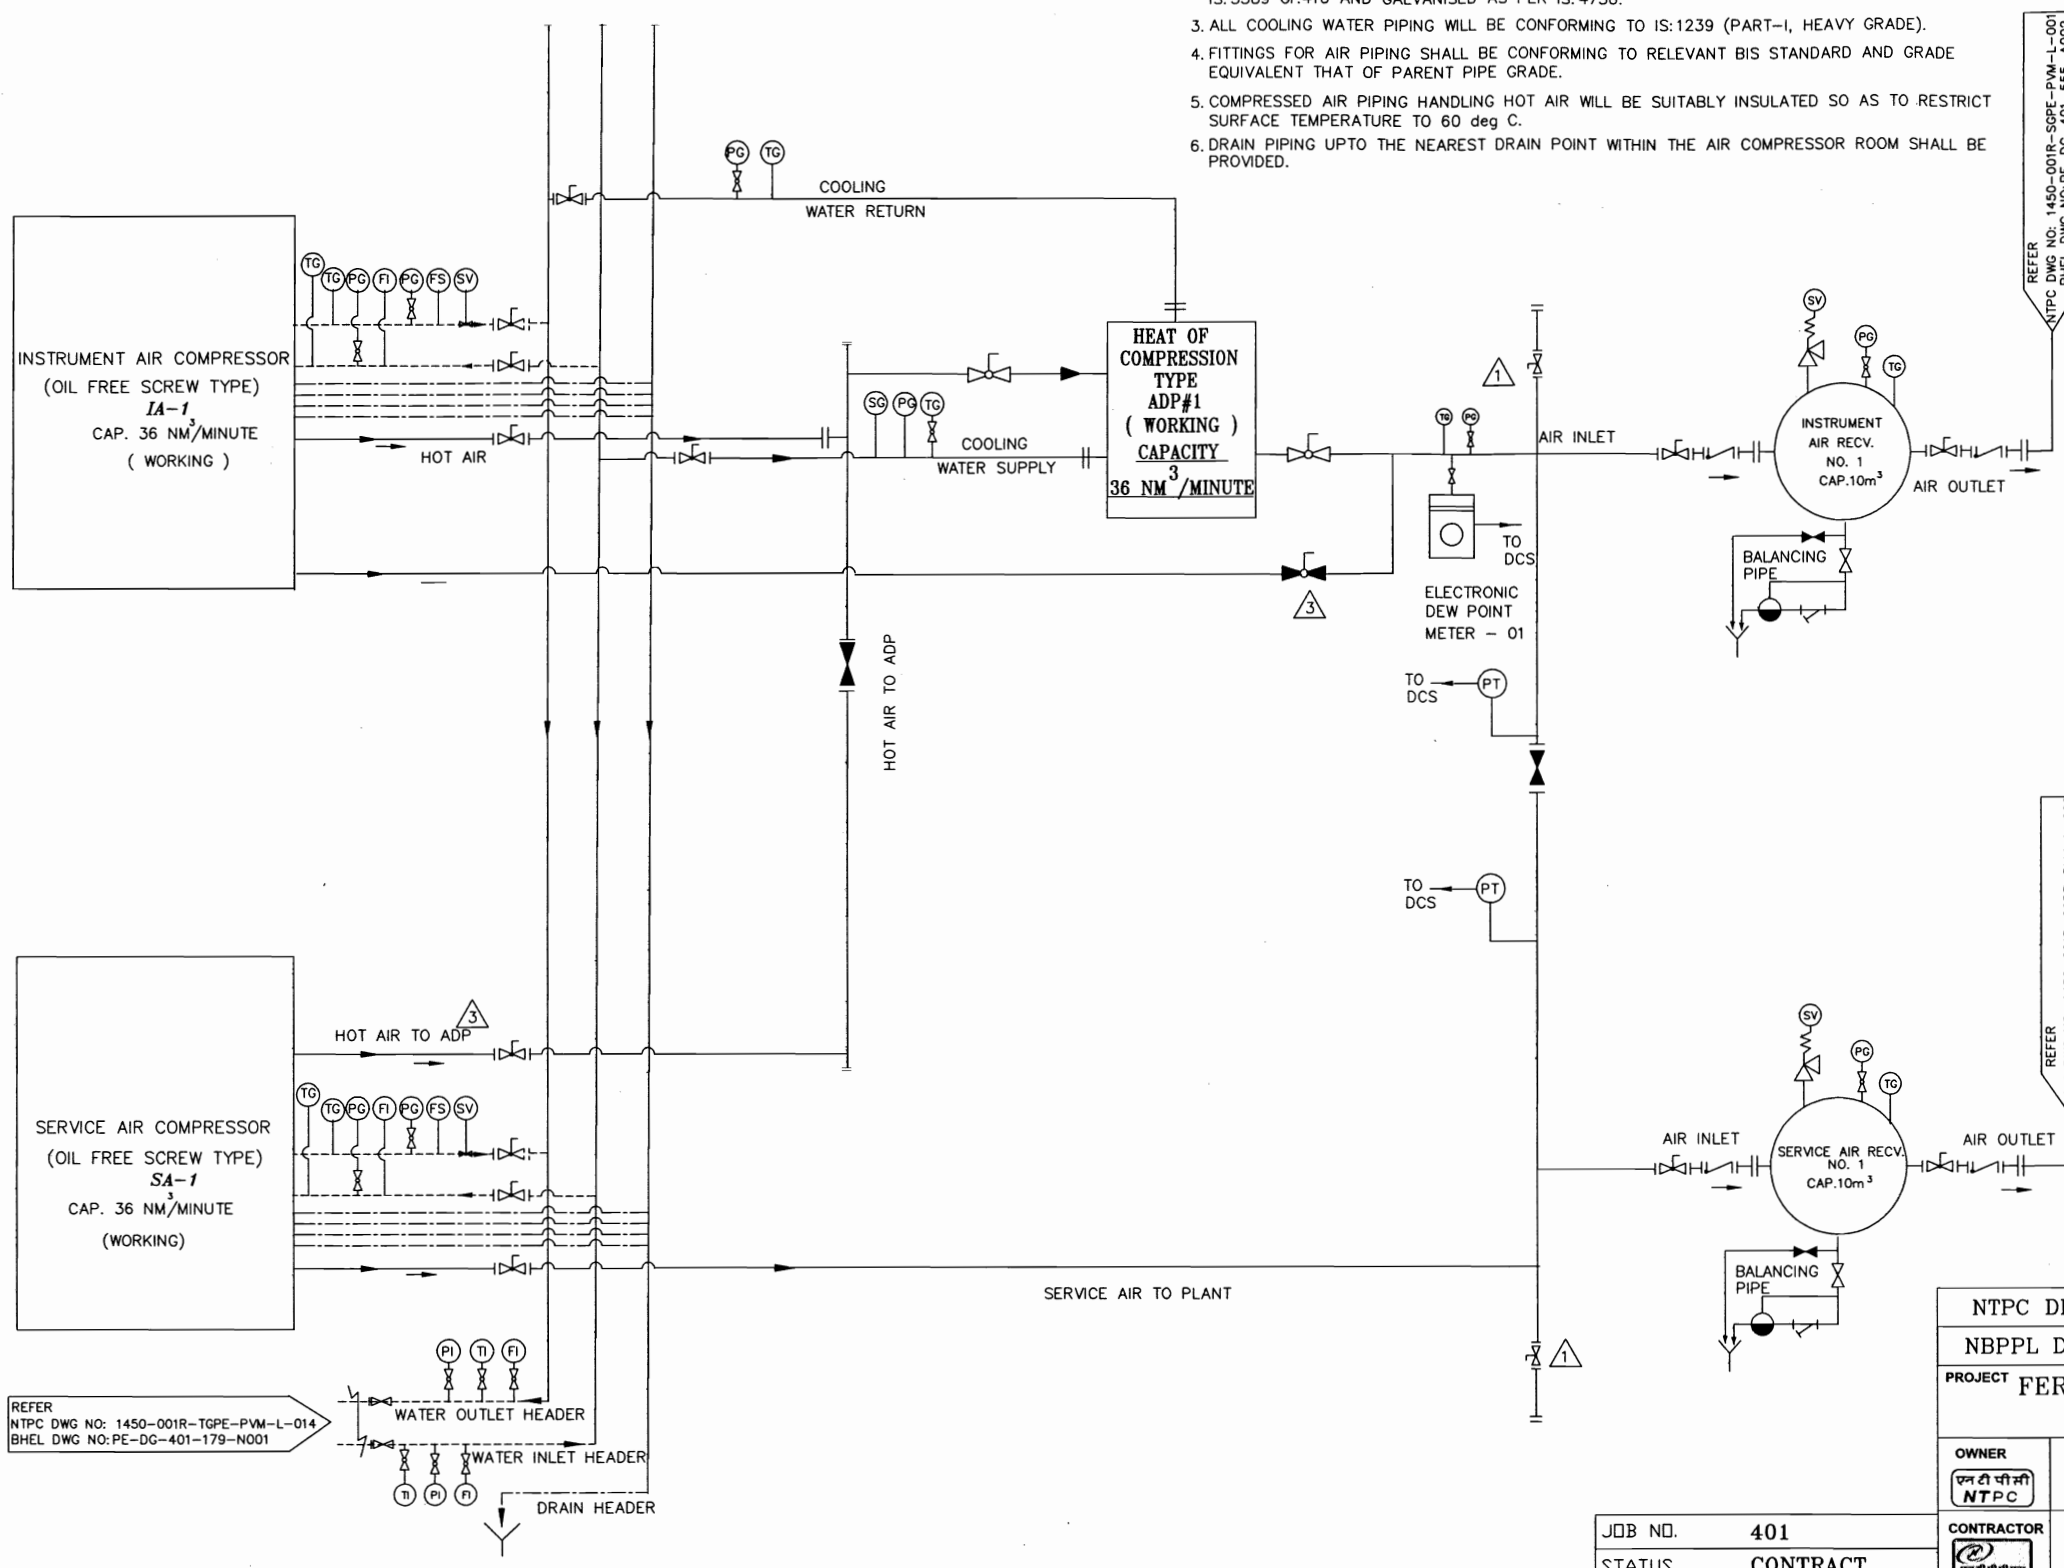 3. ALL COOLING WATER PIPING WILL BE CONFORMING TO IS:1239 (PART-I, HEAVY GRADE).
4. FITTINGS FOR AIR PIPING SHALL BE CONFORMING TO RELEVANT BIS STANDARD AND GRADE
EQUIVALENT THAT OF PARENT PIPE GRADE.
5. COMPRESSED AIR PIPING HANDLING HOT AIR WILL BE SUITABLY INSULATED SO AS TO RESTRICT
SURFACE TEMPERATURE TO 60 deg C.
6. DRAIN PIPING UPTO THE NEAREST DRAIN POINT WITHIN THE AIR COMPRESSOR ROOM SHALL BE
PROVIDED.
REFER
NTPC DWG NO: 1450-001R-SGPE-PVM-L-001
PG TG
COOLING
WATER RETURN
TG
TG PG FI PG FS SV
INSTRUMENT AIR COMPRESSOR
(OIL FREE SCREW TYPE)
IA-1
CAP. 36 NM3/MINUTE
( WORKING )
HOT AIR
SG PG TG
COOLING
WATER SUPPLY
HEAT OF
COMPRESSION
TYPE
ADP#1
( WORKING )
CAPACITY
36 NM3/MINUTE
1
TG PG
AIR INLET
SV
PG
TG
INSTRUMENT
AIR RECV.
NO. 1
CAP.10m3
AIR OUTLET
TO
DCS
3
ELECTRONIC
DEW POINT
METER - 01
BALANCING
PIPE
HOT AIR TO ADP
TO
DCS
PT
TO
DCS
PT
3
HOT AIR TO ADP
TG
TG PG FI PG FS SV
SERVICE AIR COMPRESSOR
(OIL FREE SCREW TYPE)
SA-1
CAP. 36 NM3/MINUTE
(WORKING)
SERVICE AIR TO PLANT
REFER
SV
PG
TG
AIR INLET
SERVICE AIR RECV.
NO. 1
CAP.10m3
AIR OUTLET
BALANCING
PIPE
1
PI TI FI
WATER OUTLET HEADER
REFER
NTPC DWG NO: 1450-001R-TGPE-PVM-L-014
BHEL DWG NO:PE-DG-401-179-N001
WATER INLET HEADER
TI PI FI
DRAIN HEADER
NTPC
NBPPL
PROJECT
OWNER
एनटीपीसी
NTPC
CONTRACTOR
JOB NO. 401
STATUS CONTRACT